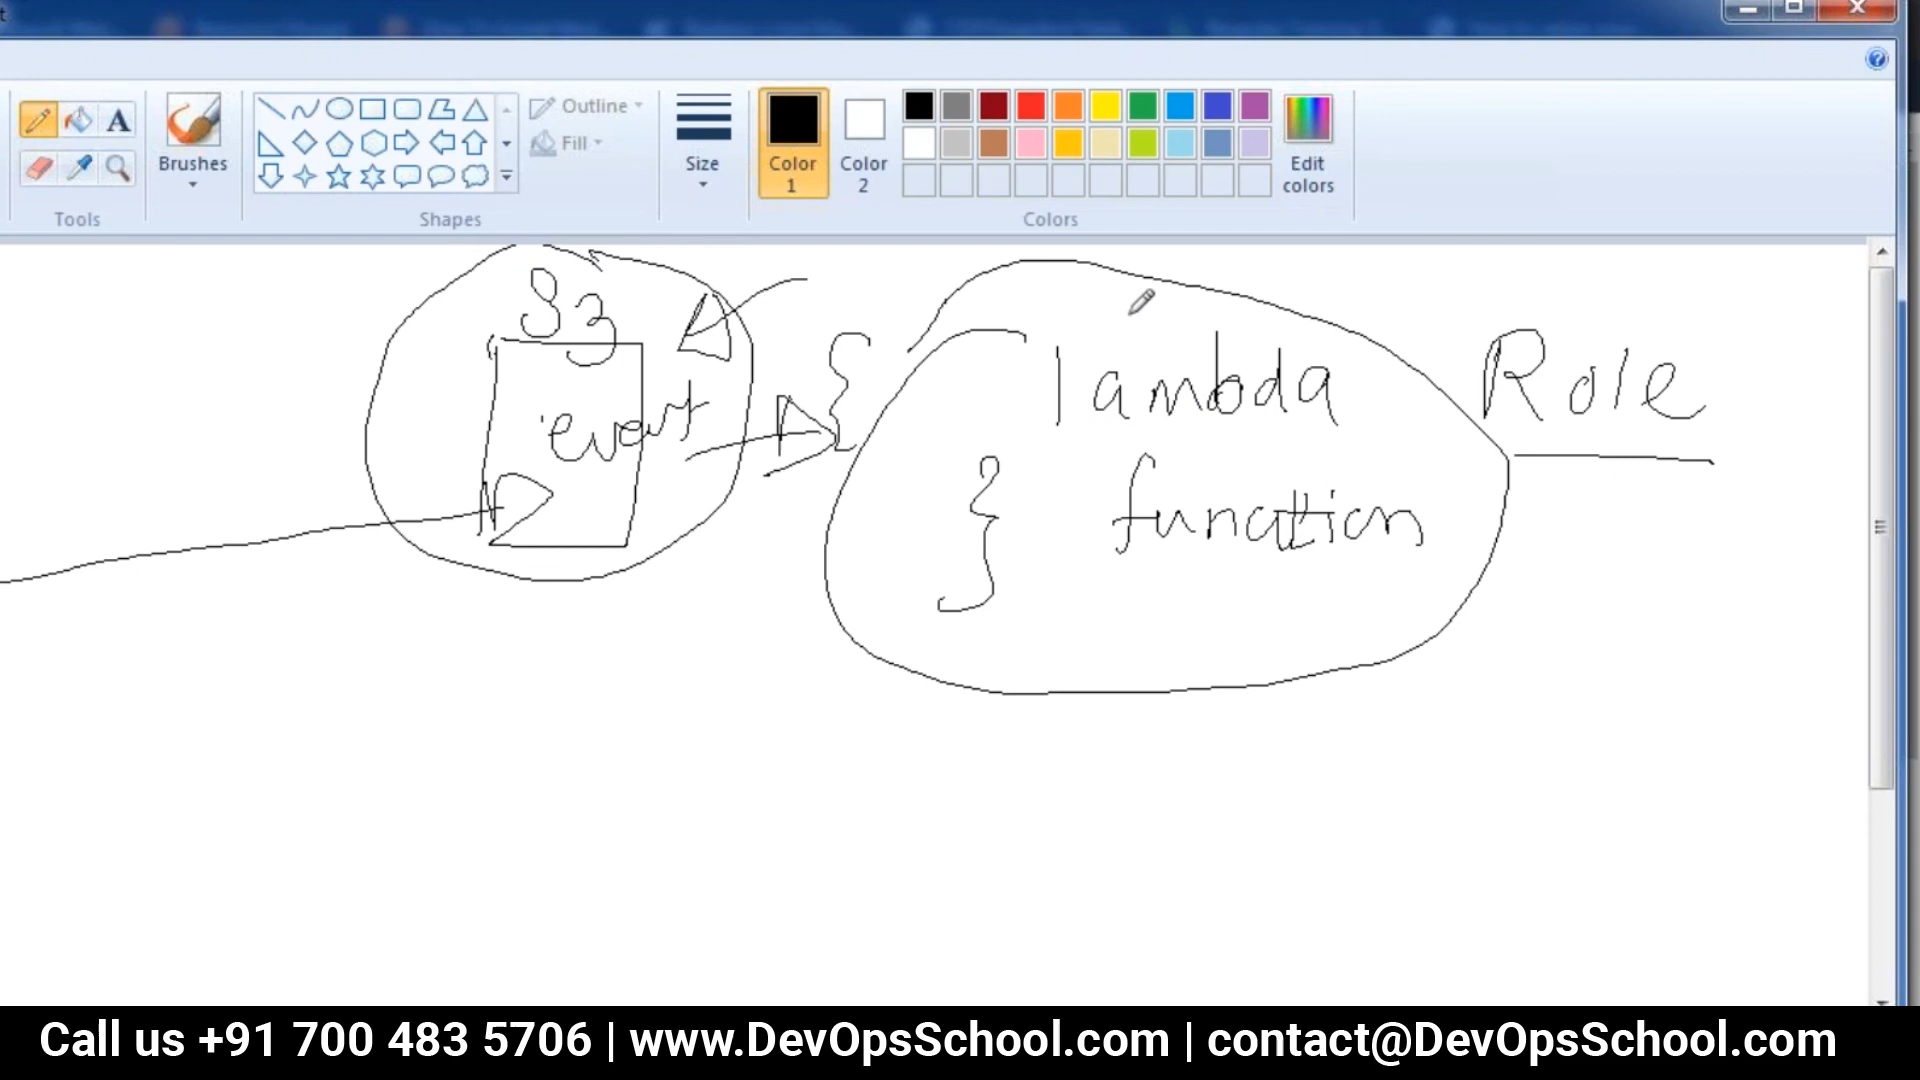 t
A
Brushes
Outline
Fill
Size
Color
1
Color
2
Edit
colors
Tools
Shapes
Colors
S3
event
{
lambda
function
}
Role
Call us +91 700 483 5706 | www.DevOpsSchool.com | contact@DevOpsSchool.com